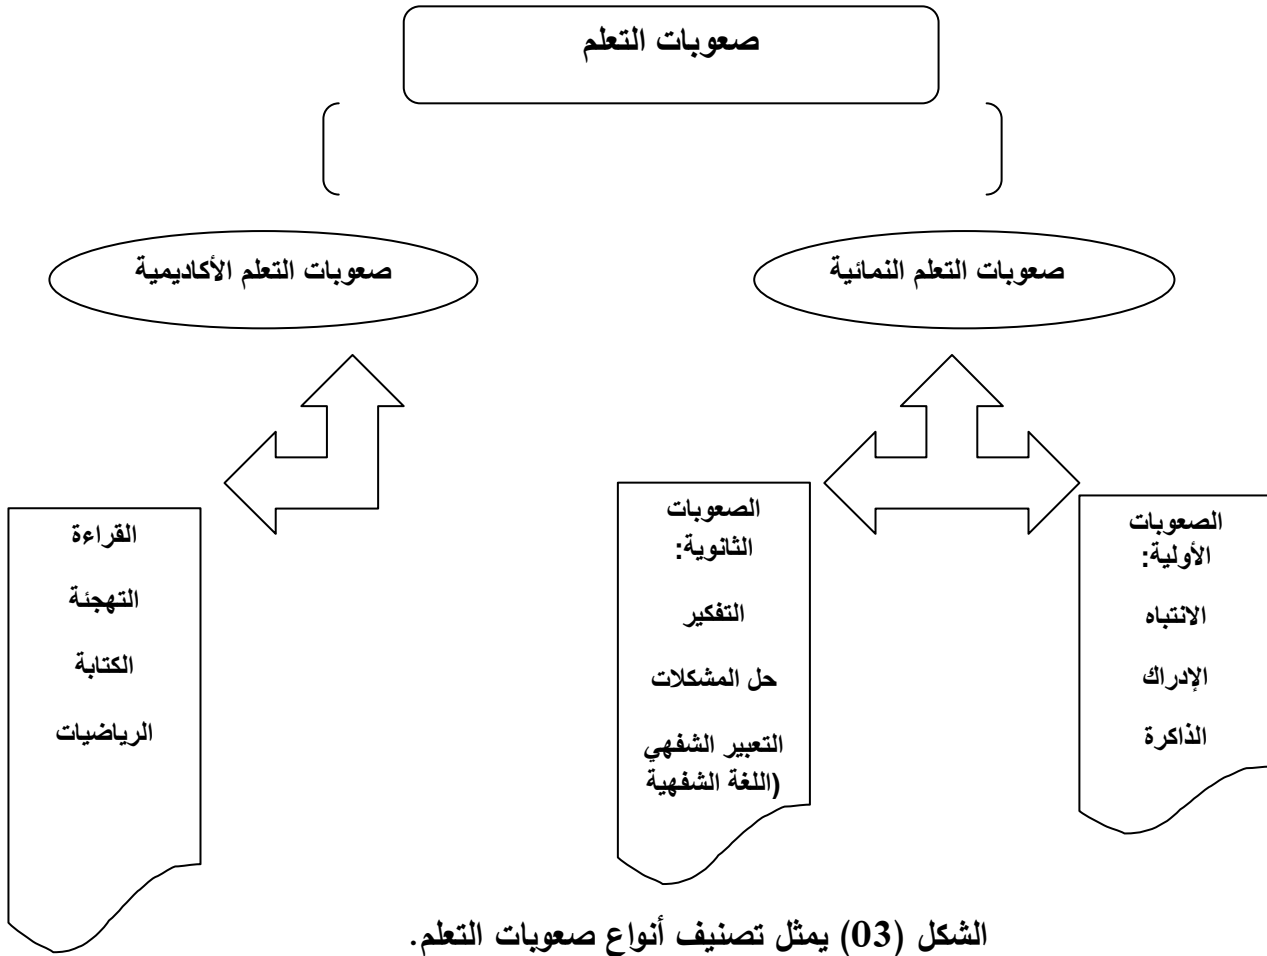 صعوبات التعلم
صعوبات التعلم النمائية
صعوبات التعلم الأكاديمية
الصعوبات
الأولية:
الانتباه
الإدراك
الذاكرة
الصعوبات
الثانوية:
التفكير
حل المشكلات
التعبير الشفهي
(اللغة الشفهية
القراءة
التهجئة
الكتابة
الرياضيات
الشكل (03) يمثل تصنيف أنواع صعوبات التعلم.